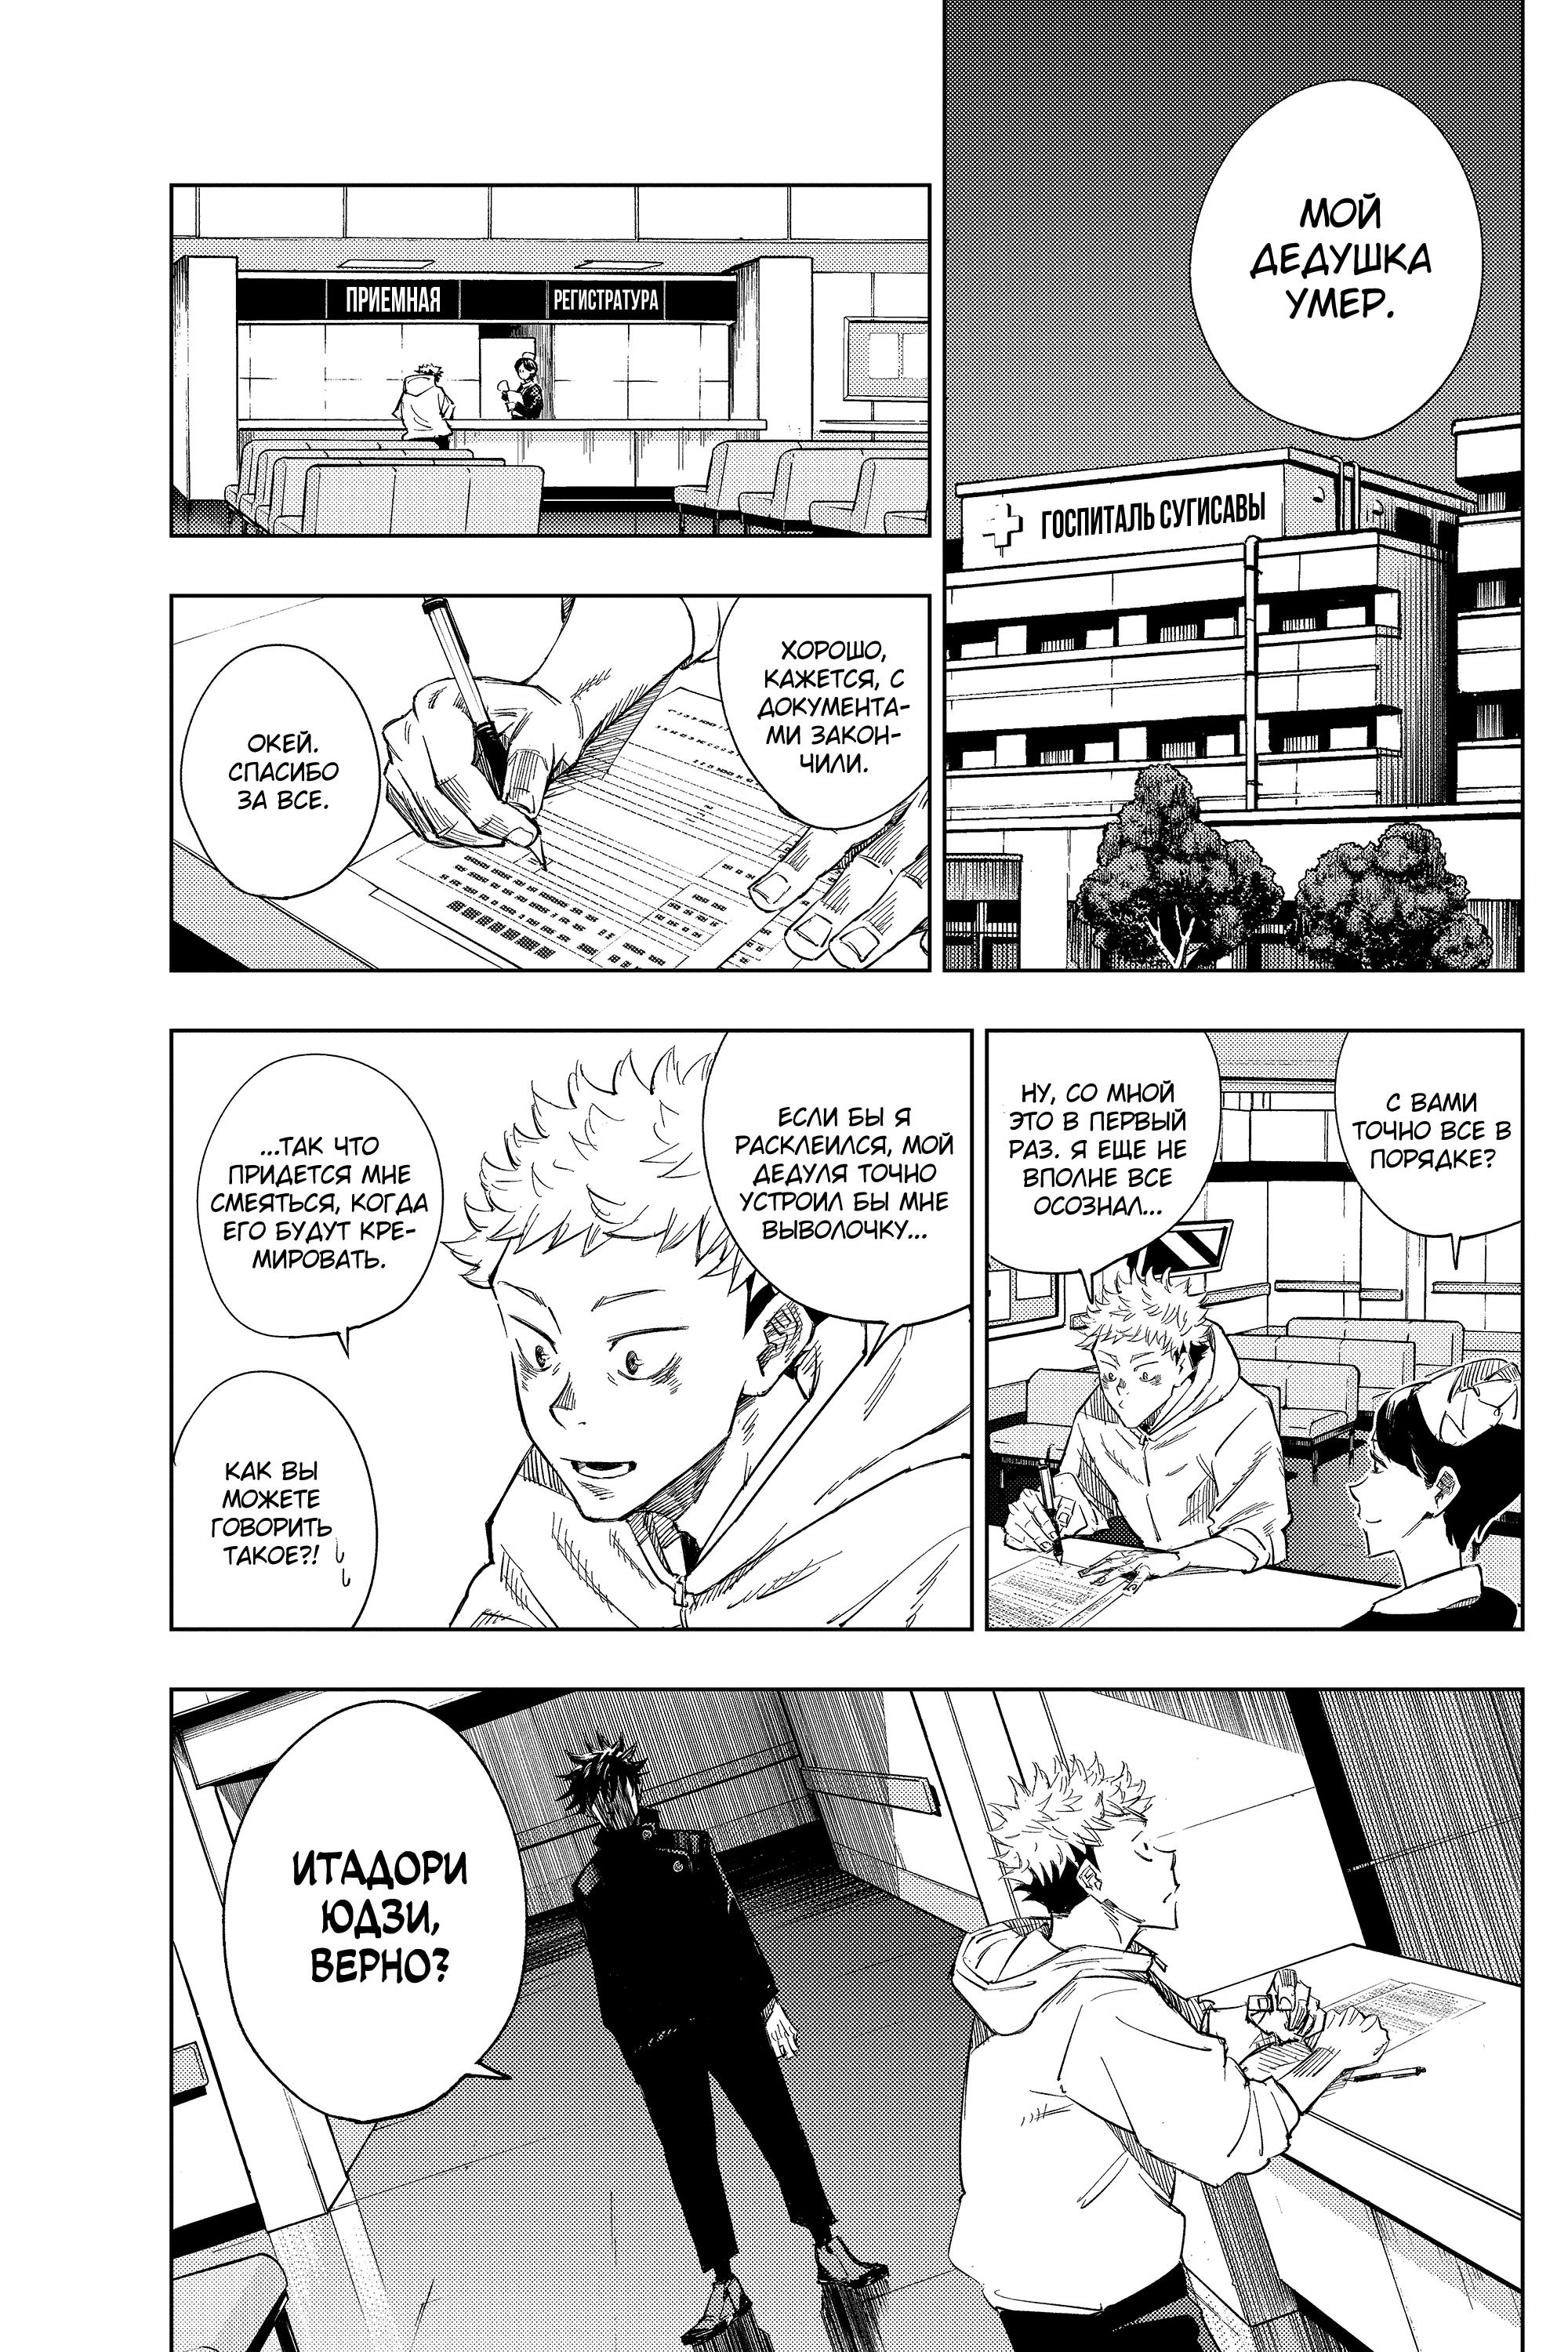 МОЙ
ДЕДУШКА
УМЕР.
ГОСПИТАЛЬ СУГИСАВЫ
ПРИЕМНАЯ
РЕГИСТРАТУРА
ХОРОШО,
КАЖЕТСЯ, С
ДОКУМЕНТА-
МИ ЗАКОН-
ЧИЛИ.
ОКЕЙ.
СПАСИБО
ЗА ВСЕ.
С ВАМИ
ТОЧНО ВСЕ В
ПОРЯДКЕ?
НУ, СО МНОЙ
ЭТО В ПЕРВЫЙ
РАЗ. Я ЕЩЕ НЕ
ВПОЛНЕ ВСЕ
ОСОЗНАЛ...
ЕСЛИ БЫ Я
РАСКЛЕИЛСЯ, МОЙ
ДЕДУЛЯ ТОЧНО
УСТРОИЛ БЫ МНЕ
ВЫВОЛОЧКУ...
...ТАК ЧТО
ПРИДЕТСЯ МНЕ
СМЕЯТЬСЯ, КОГДА
ЕГО БУДУТ КРЕ-
МИРОВАТЬ.
КАК ВЫ
МОЖЕТЕ
ГОВОРИТЬ
ТАКОЕ?!
ИТАДОРИ
ЮДЗИ,
ВЕРНО?